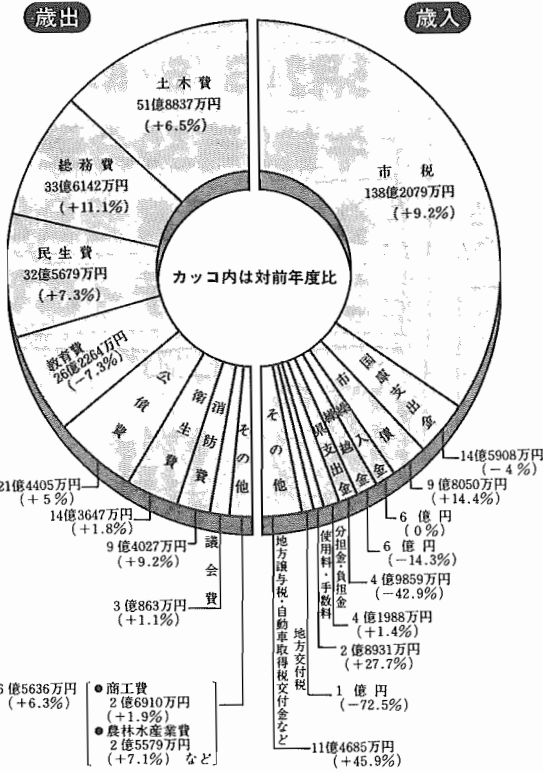 歳出
歳入
土木費
51億8837万円
(+6.5%)
総務費
33億6142万円
(+11.1%)
民生費
32億5679万円
(+7.3%)
教育費
26億2264万円
(-7.3%)
公債費
21億4405万円
(+5%)
衛生費
14億3647万円
(+1.8%)
消防費
9億4027万円
(+9.2%)
議会費
3億863万円
(+1.1%)
その他
6億5636万円
(+6.3%)
●商工費
2億6910万円
(+1.9%)
●農林水産業費
2億5579万円
(+7.1%) など
カッコ内は対前年度比
市税
138億2079万円
(+9.2%)
国庫支出金
14億5908万円
(-4%)
市債
9億8050万円
(+14.4%)
繰入金
6億円
(0%)
繰越金
6億円
(-14.3%)
県支出金
4億9859万円
(-42.9%)
分担金・負担金
4億1988万円
(+1.4%)
使用料・手数料
2億8931万円
(+27.7%)
地方交付税
1億円
(-72.5%)
その他
地方譲与税・自動車取得税交付金など
11億4685万円
(+45.9%)